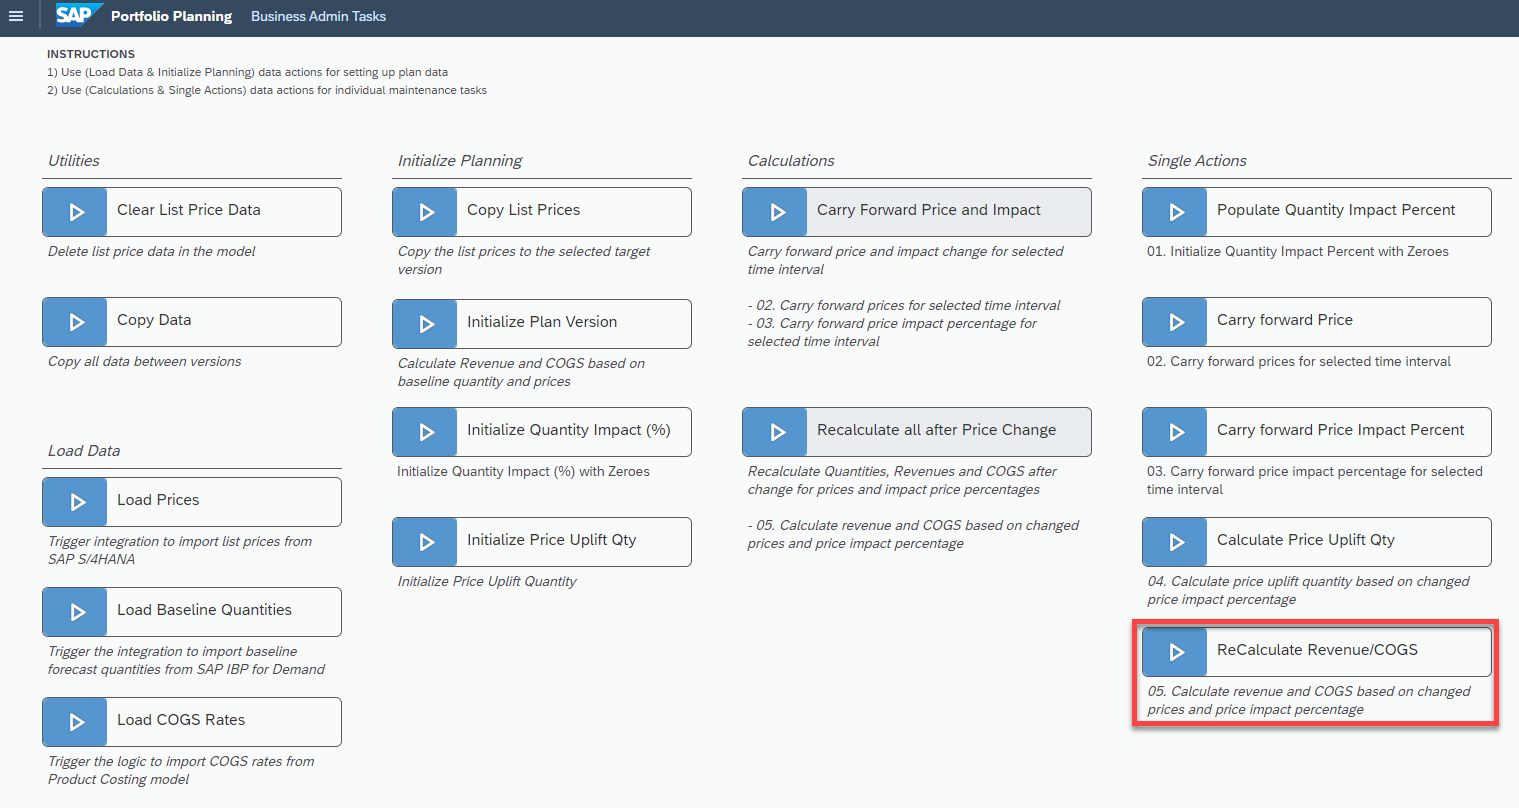 SAP Portfolio Planning Business Admin Tasks
INSTRUCTIONS
1) Use (Load Data & Initialize Planning) data actions for setting up plan data
2) Use (Calculations & Single Actions) data actions for individual maintenance tasks
Utilities
Clear List Price Data
Delete list price data in the model
Copy Data
Copy all data between versions
Load Data
Load Prices
Trigger integration to import list prices from
SAP S/4HANA
Load Baseline Quantities
Trigger the integration to import baseline
forecast quantities from SAP IBP for Demand
Load COGS Rates
Trigger the logic to import COGS rates from
Product Costing model
Initialize Planning
Copy List Prices
Copy the list prices to the selected target
version
Initialize Plan Version
Calculate Revenue and COGS based on
baseline quantity and prices
Initialize Quantity Impact (%)
Initialize Quantity Impact (%) with Zeroes
Initialize Price Uplift Qty
Initialize Price Uplift Quantity
Calculations
Carry Forward Price and Impact
Carry forward price and impact change for selected
time interval
- 02. Carry forward prices for selected time interval
- 03. Carry forward price impact percentage for
selected time interval
Recalculate all after Price Change
Recalculate Quantities, Revenues and COGS after
change for prices and impact price percentages
- 05. Calculate revenue and COGS based on changed
prices and price impact percentage
Single Actions
Populate Quantity Impact Percent
01. Initialize Quantity Impact Percent with Zeroes
Carry forward Price
02. Carry forward prices for selected time interval
Carry forward Price Impact Percent
03. Carry forward price impact percentage for selected
time interval
Calculate Price Uplift Qty
04. Calculate price uplift quantity based on changed
price impact percentage
ReCalculate Revenue/COGS
05. Calculate revenue and COGS based on changed
prices and price impact percentage